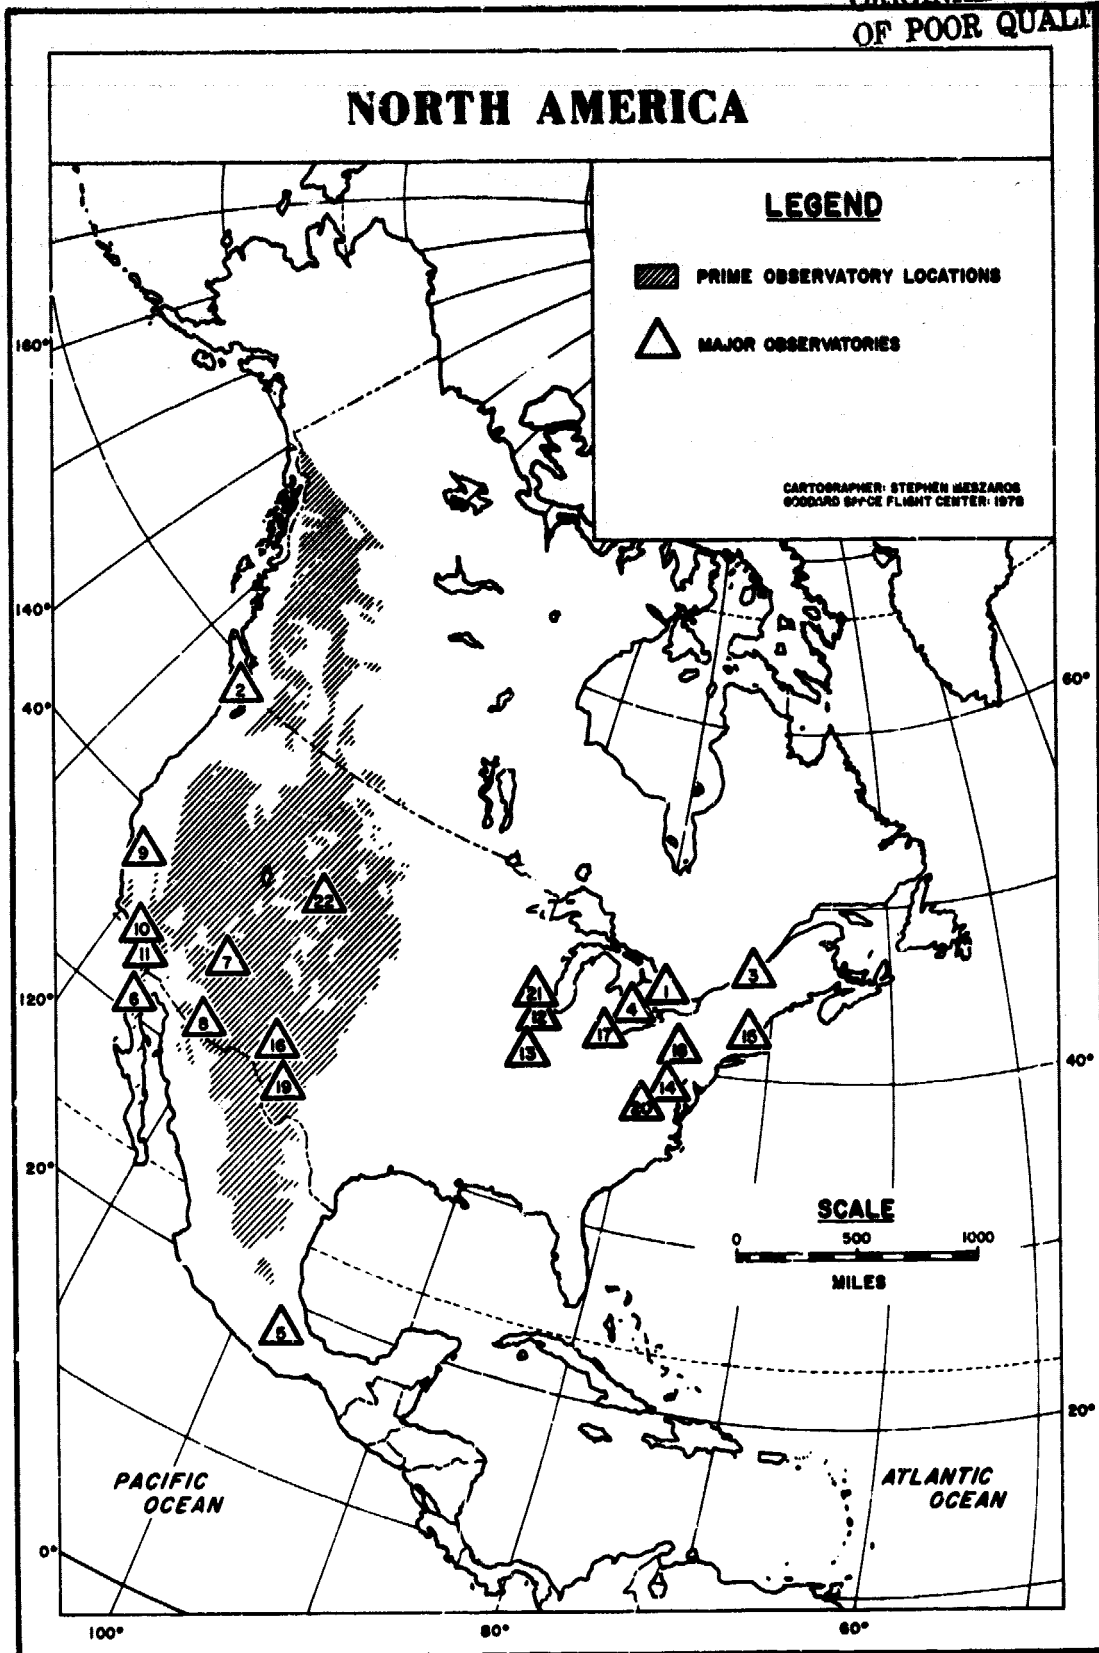 OF POOR QUALI
NORTH AMERICA
LEGEND
PRIME OBSERVATORY LOCATIONS
MAJOR OBSERVATORIES
CARTOGRAPHER: STEPHEN MESZAROS
GODDARD SPACE FLIGHT CENTER: 1978
160°
140°
40°
120°
20°
0°
60°
40°
20°
2
9
10
11
6
7
22
8
16
19
21
12
13
17
4
1
3
15
18
14
20
5
SCALE
0 500 1000
MILES
PACIFIC
OCEAN
ATLANTIC
OCEAN
100° 80° 60°